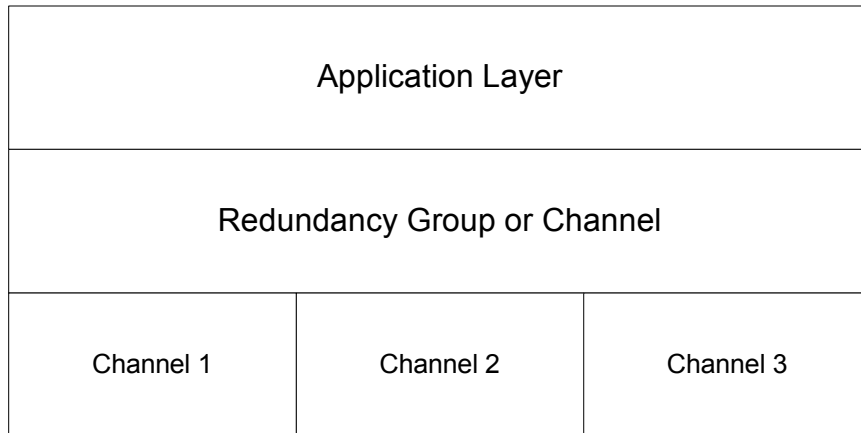 Application Layer
Redundancy Group or Channel
Channel 1
Channel 2
Channel 3